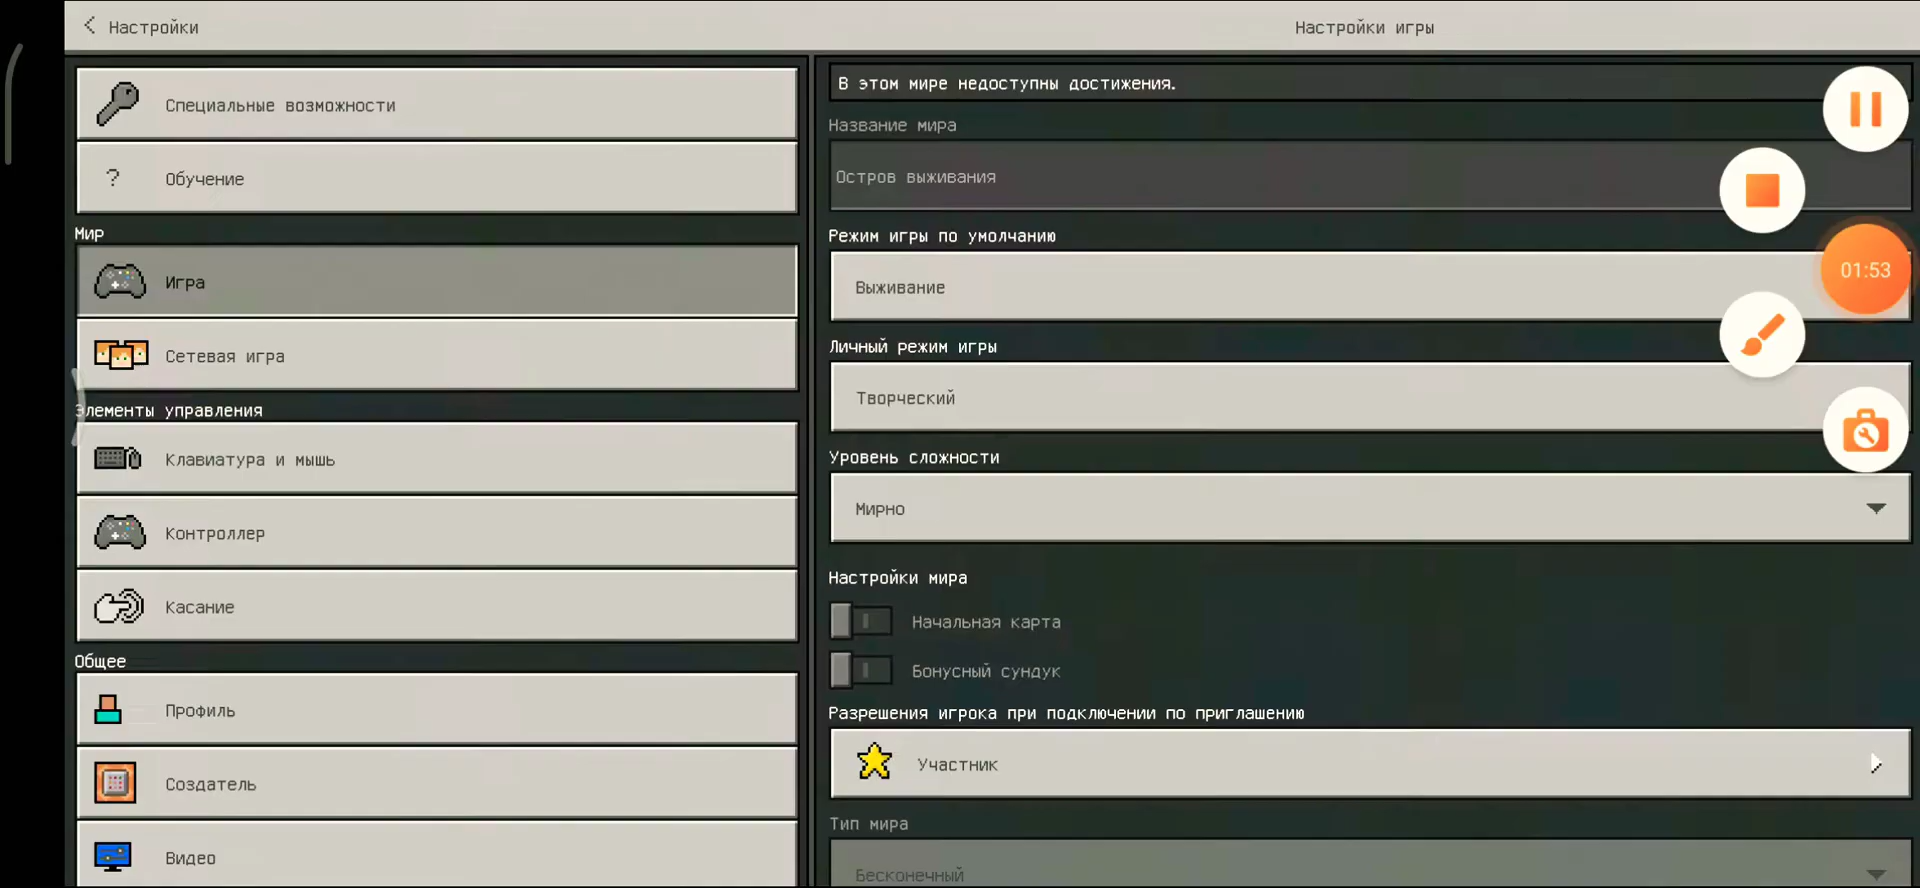 Настройки
Настройки игры
Специальные возможности
? Обучение
Мир
Игра
Сетевая игра
Элементы управления
Клавиатура и мышь
Контроллер
Касание
Общее
Профиль
Создатель
Видео
В этом мире недоступны достижения.
Название мира
Остров выживания
Режим игры по умолчанию
Выживание
Личный режим игры
Творческий
Уровень сложности
Мирно
Настройки мира
Начальная карта
Бонусный сундук
Разрешения игрока при подключении по приглашению
Участник
Тип мира
Бесконечный
01:53